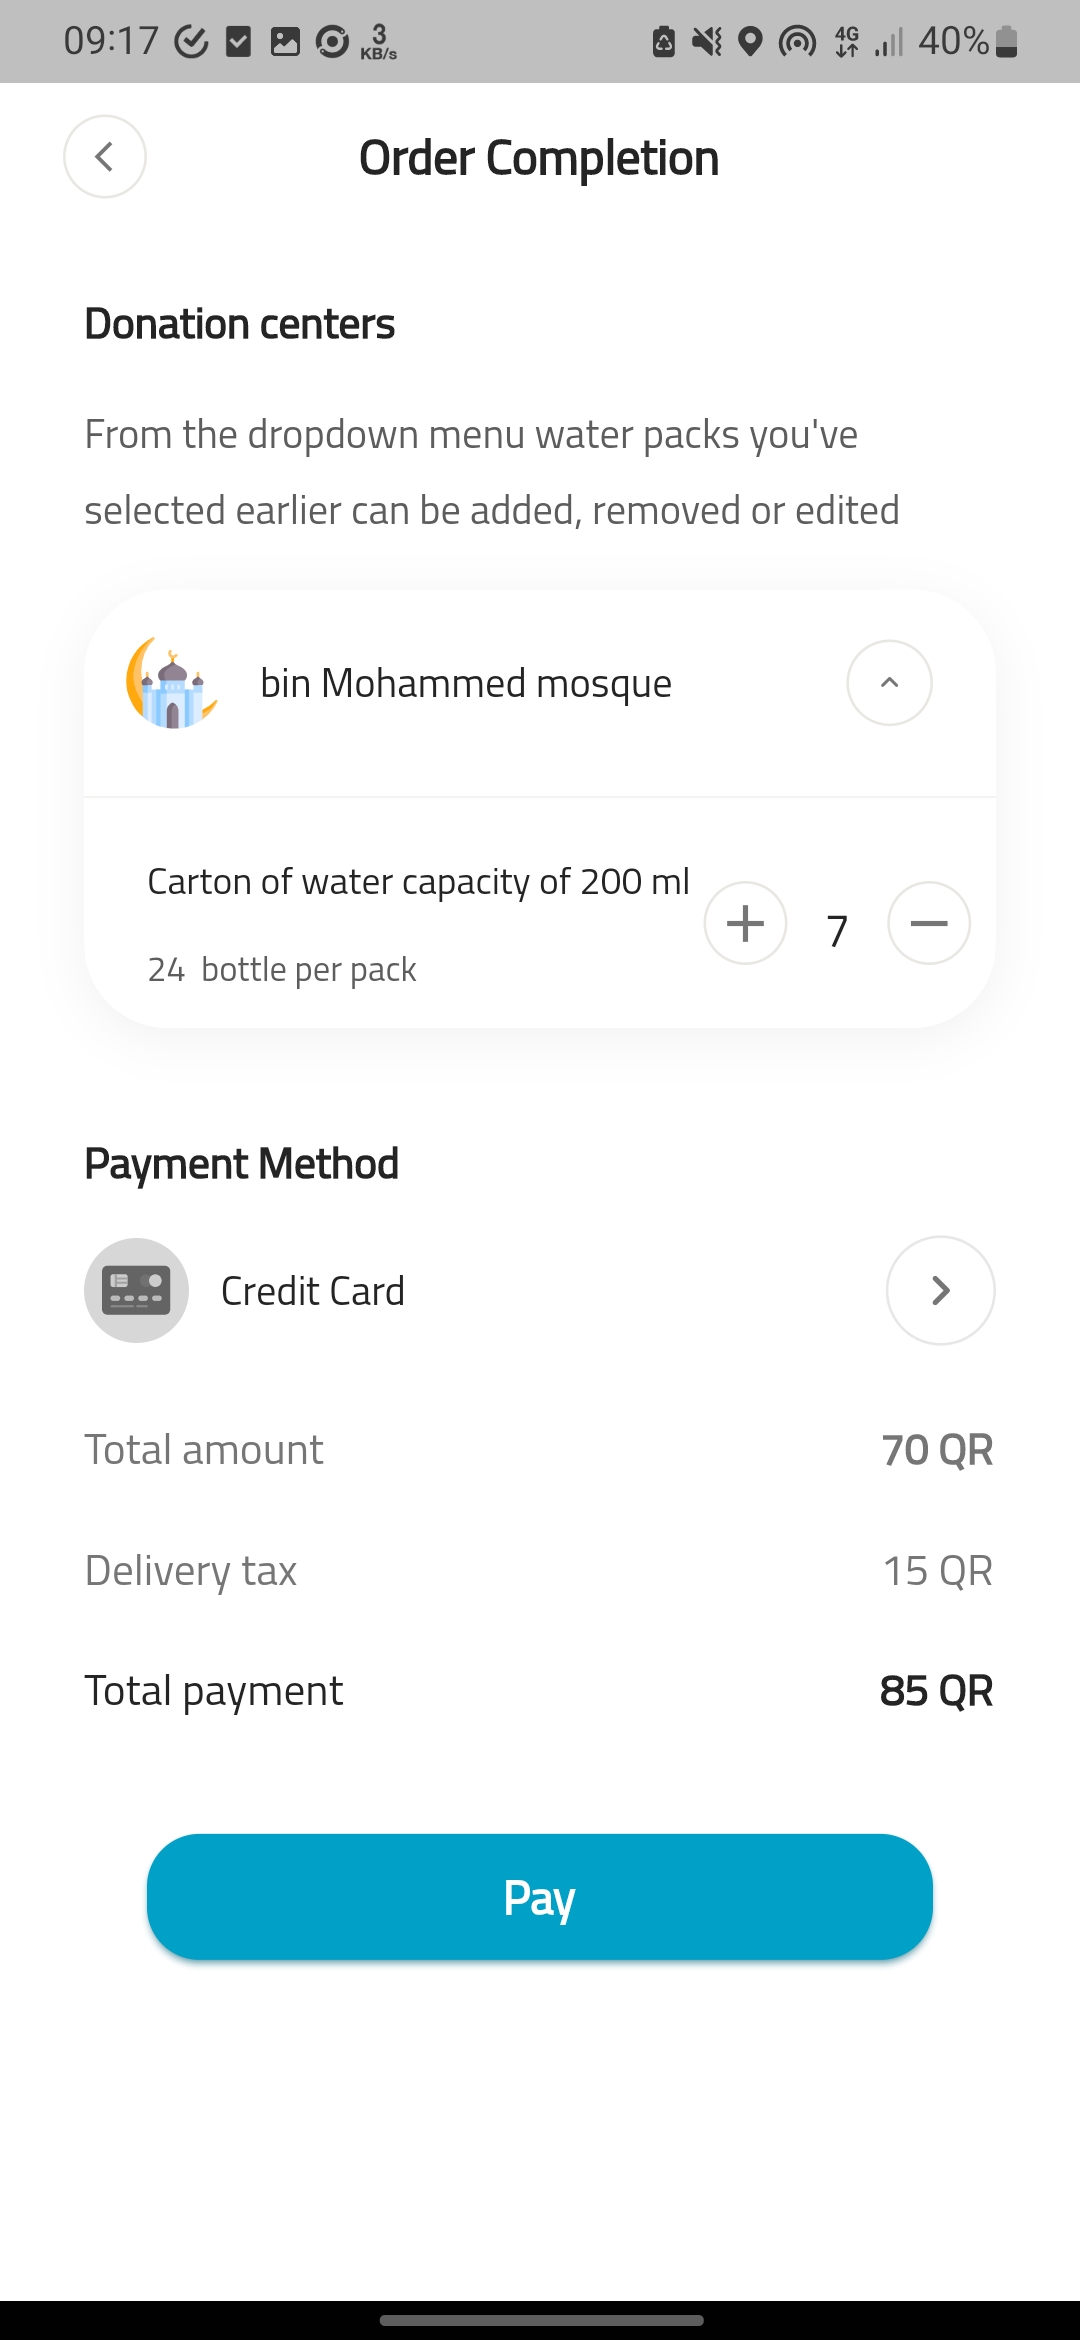 09:17 3 KB/s 4G 40%
Order Completion
Donation centers
From the dropdown menu water packs you've
selected earlier can be added, removed or edited
bin Mohammed mosque
Carton of water capacity of 200 ml
7
24 bottle per pack
Payment Method
Credit Card
Total amount 70 QR
Delivery tax 15 QR
Total payment 85 QR
Pay